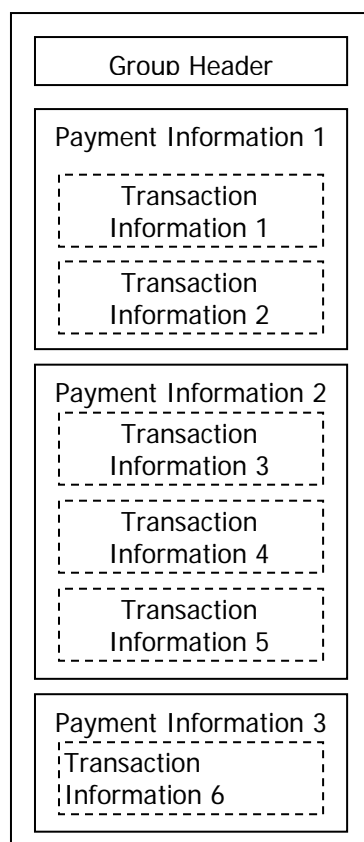 Group Header
Payment Information 1
Transaction
Information 1
Transaction
Information 2
Payment Information 2
Transaction
Information 3
Transaction
Information 4
Transaction
Information 5
Payment Information 3
Transaction
Information 6